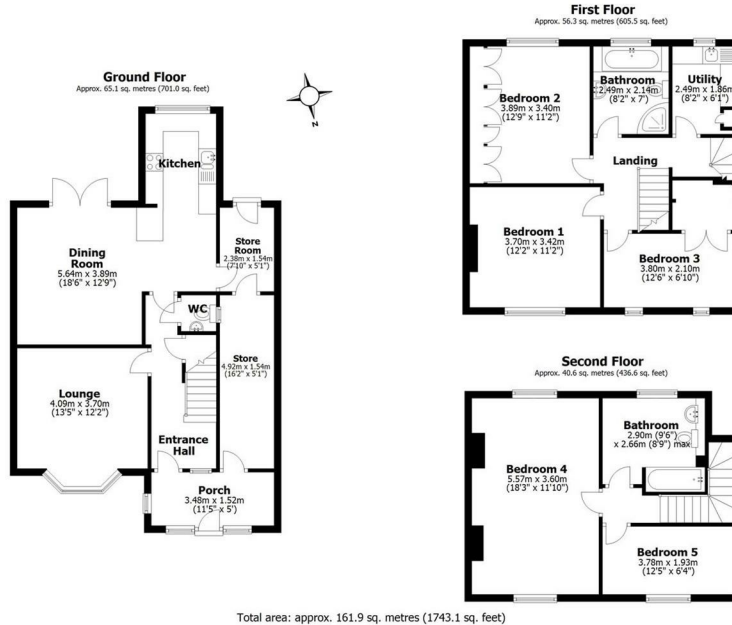 Ground Floor
Approx. 65.1 sq. metres (701.0 sq. feet)
Kitchen
Dining
Room
5.64m x 3.89m
(18'6" x 12'9")
Store
Room
2.38m x 1.54m
(7'10" x 5'1")
WC
Store
4.92m x 1.54m
(16'2" x 5'1")
Lounge
4.09m x 3.70m
(13'5" x 12'2")
Entrance
Hall
Porch
3.48m x 1.52m
(11'5" x 5')
N
First Floor
Approx. 56.3 sq. metres (605.5 sq. feet)
Bedroom 2
3.89m x 3.40m
(12'9" x 11'2")
Bathroom
2.49m x 2.14m
(8'2" x 7')
Utility
2.49m x 1.86m
(8'2" x 6'1")
Landing
Bedroom 1
3.70m x 3.42m
(12'2" x 11'2")
Bedroom 3
3.80m x 2.10m
(12'6" x 6'10")
Second Floor
Approx. 40.6 sq. metres (436.6 sq. feet)
Bathroom
2.90m (9'6")
x 2.66m (8'9") max
Bedroom 4
5.57m x 3.60m
(18'3" x 11'10")
Bedroom 5
3.78m x 1.93m
(12'5" x 6'4")
Total area: approx. 161.9 sq. metres (1743.1 sq. feet)